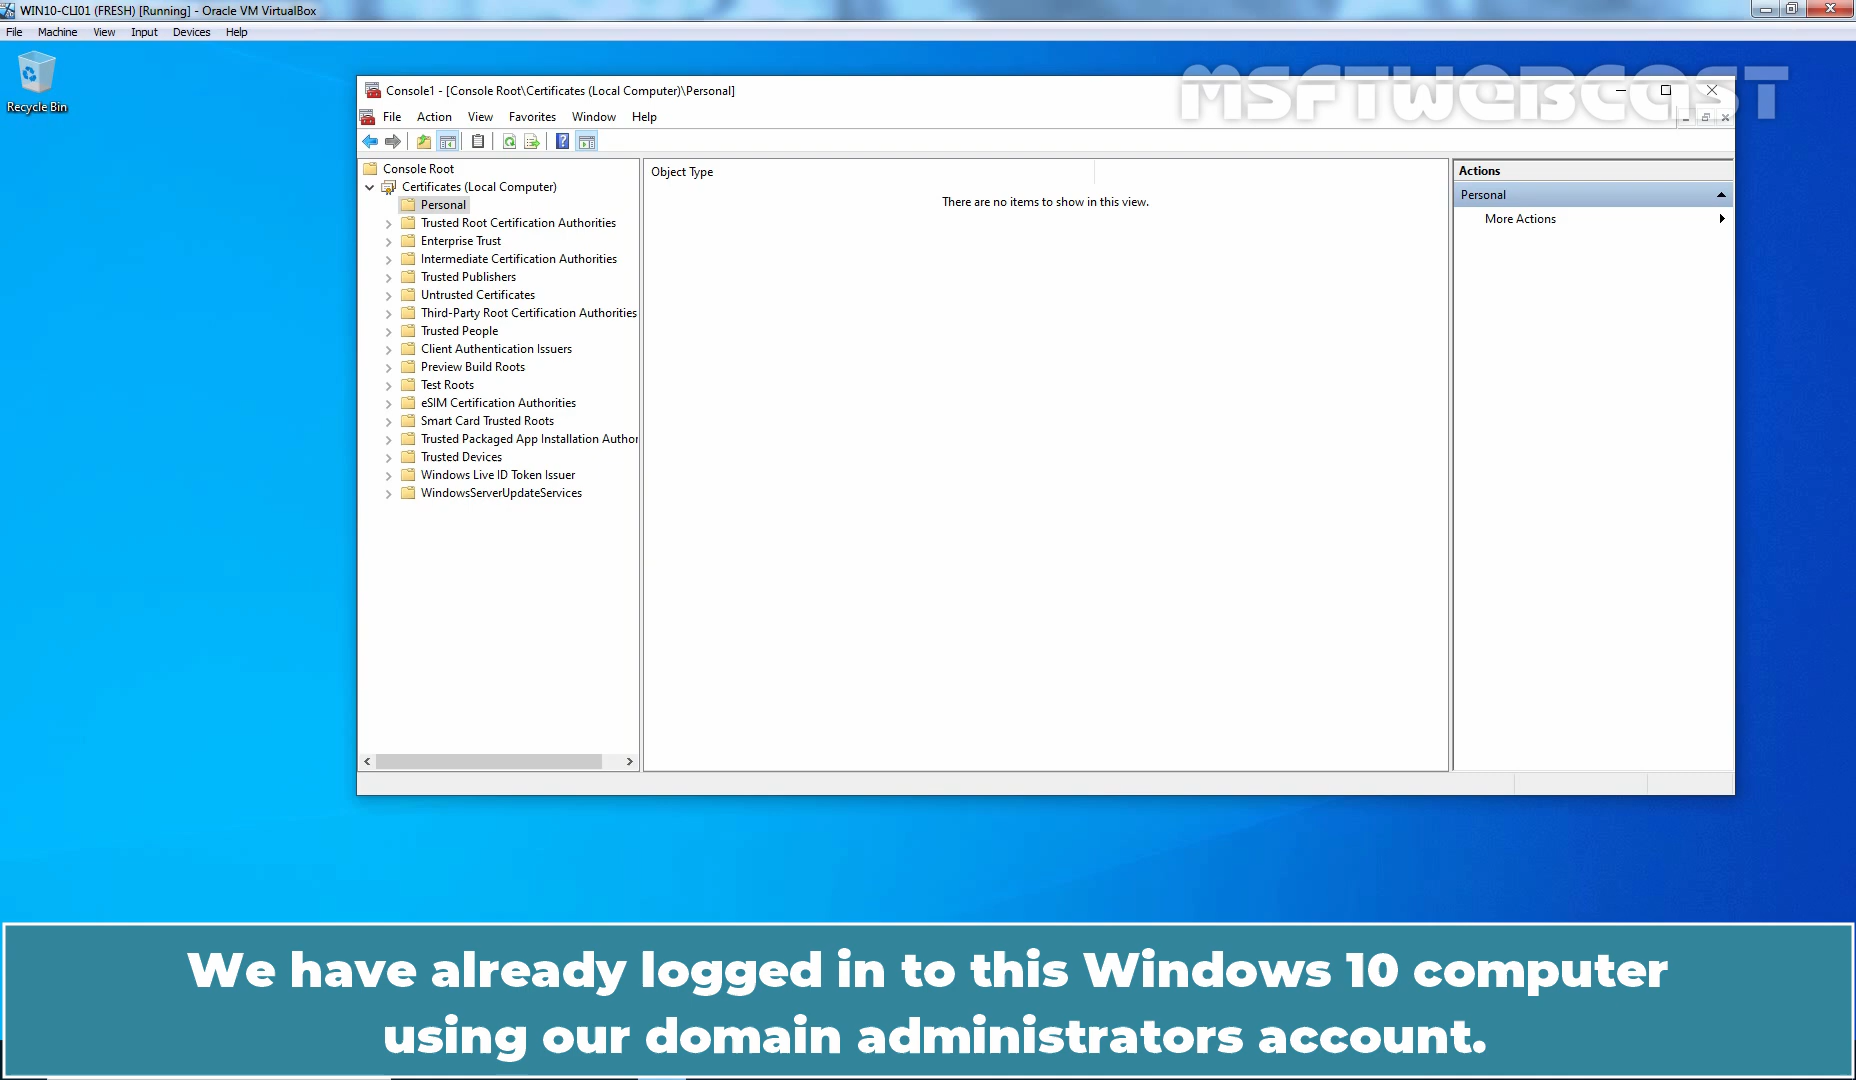 WIN10-CLI01 (FRESH) [Running] - Oracle VM VirtualBox
File Machine View Input Devices Help
Recycle Bin
MSFTWEBCAST
Console1 - [Console Root\Certificates (Local Computer)\Personal]
File Action View Favorites Window Help
Console Root
Certificates (Local Computer)
Personal
Trusted Root Certification Authorities
Enterprise Trust
Intermediate Certification Authorities
Trusted Publishers
Untrusted Certificates
Third-Party Root Certification Authorities
Trusted People
Client Authentication Issuers
Preview Build Roots
Test Roots
eSIM Certification Authorities
Smart Card Trusted Roots
Trusted Packaged App Installation Author
Trusted Devices
Windows Live ID Token Issuer
WindowsServerUpdateServices
Object Type
There are no items to show in this view.
Actions
Personal
More Actions
We have already logged in to this Windows 10 computer
using our domain administrators account.